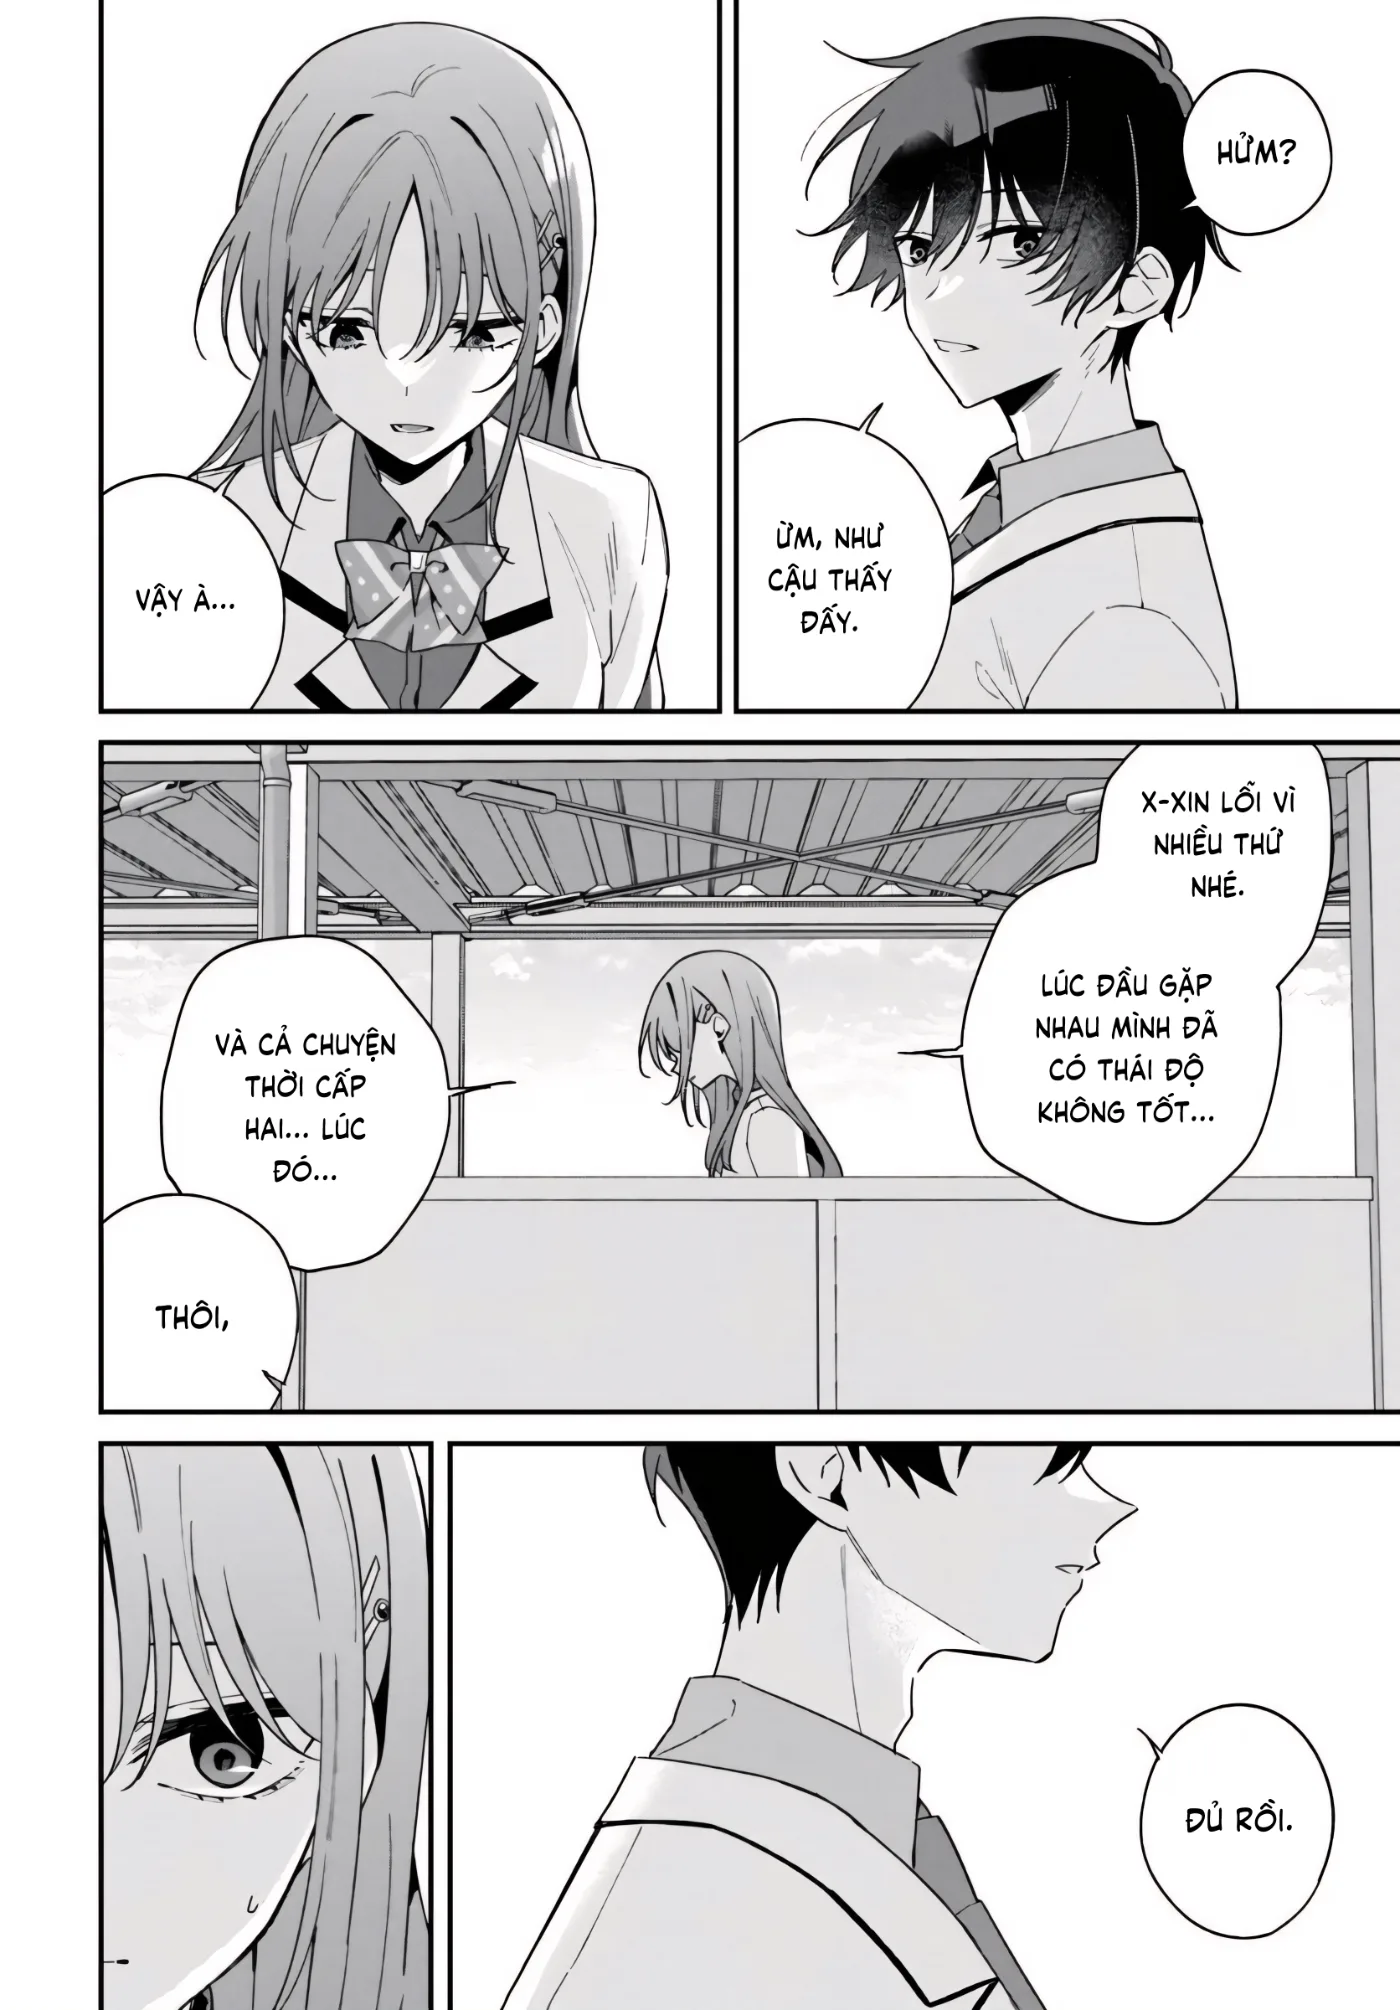 HỬM?
ỪM, NHƯ
CẬU THẤY
ĐẤY.
VẬY À...
X-XIN LỖI VÌ
NHIỀU THỨ
NHÉ.
LÚC ĐẦU GẶP
NHAU MÌNH ĐÃ
CÓ THÁI ĐỘ
KHÔNG TỐT...
VÀ CẢ CHUYỆN
THỜI CẤP
HAI... LÚC
ĐÓ...
THÔI,
ĐỦ RỒI.